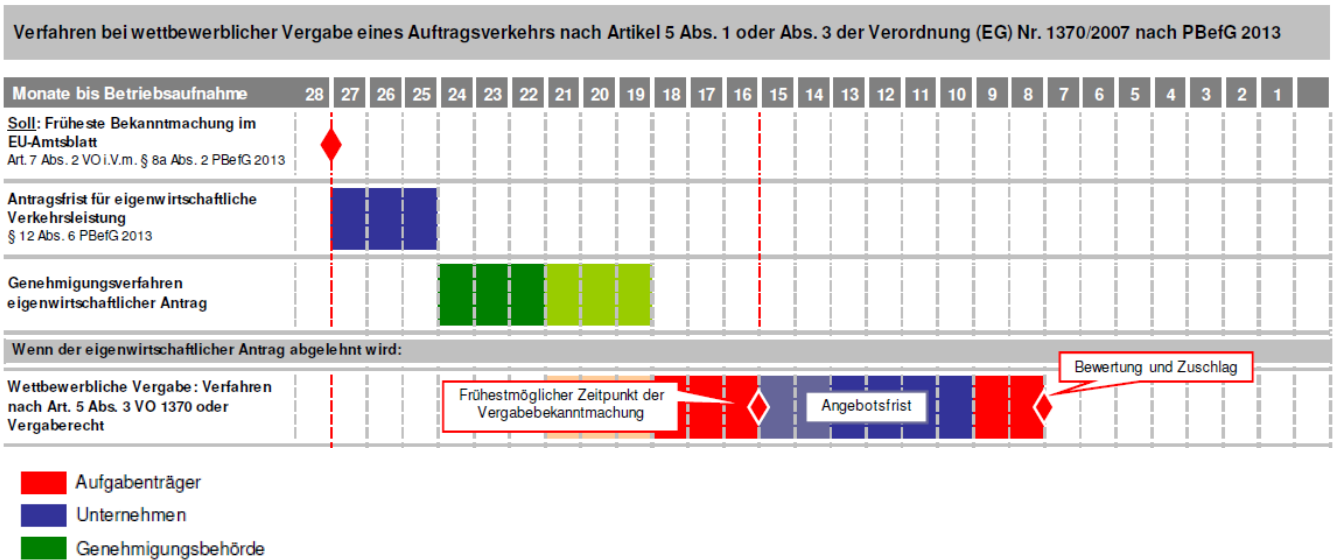 Verfahren bei wettbewerblicher Vergabe eines Auftragsverkehrs nach Artikel 5 Abs. 1 oder Abs. 3 der Verordnung (EG) Nr. 1370/2007 nach PBefG 2013
Monate bis Betriebsaufnahme 28 27 26 25 24 23 22 21 20 19 18 17 16 15 14 13 12 11 10 9 8 7 6 5 4 3 2 1
Soll: Früheste Bekanntmachung im
EU-Amtsblatt
Art. 7 Abs. 2 VO i.V.m. § 8a Abs. 2 PBefG 2013
Antragsfrist für eigenwirtschaftliche
Verkehrsleistung
§ 12 Abs. 6 PBefG 2013
Genehmigungsverfahren
eigenwirtschaftlicher Antrag
Wenn der eigenwirtschaftlicher Antrag abgelehnt wird:
Wettbewerbliche Vergabe: Verfahren
nach Art. 5 Abs. 3 VO 1370 oder
Vergaberecht
Frühestmöglicher Zeitpunkt der
Vergabebekanntmachung
Angebotsfrist
Bewertung und Zuschlag
Aufgabenträger
Unternehmen
Genehmigungsbehörde